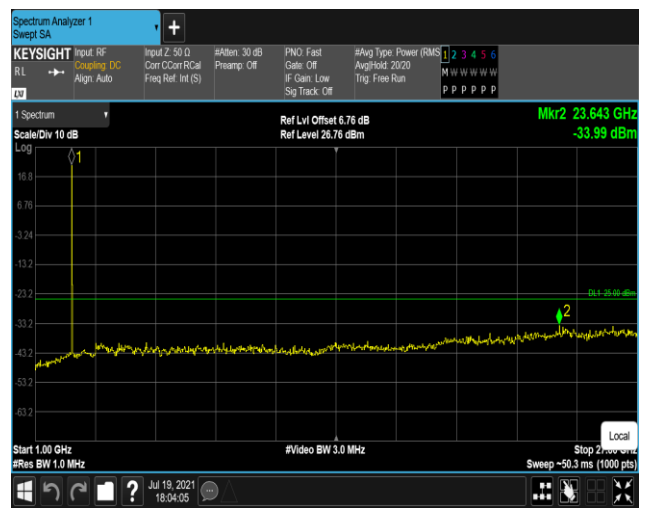 Spectrum Analyzer 1
Swept SA
+
KEYSIGHT Input: RF Input Z: 50 Ω #Atten: 30 dB PNO: Fast #Avg Type: Power (RMS 1 2 3 4 5 6
RL Coupling: DC Corr CCorr RCal Preamp: Off Gate: Off Avg|Hold: 20/20 M W W W W W
Align: Auto Freq Ref: Int (S) IF Gain: Low Trig: Free Run
LXI Sig Track: Off P P P P P P
1 Spectrum
Ref Lvl Offset 6.76 dB Mkr2 23.643 GHz
Scale/Div 10 dB Ref Level 26.76 dBm -33.99 dBm
Log
1
16.8
6.76
-3.24
-13.2
-23.2
DL1 -25.00 dBm
2
-33.2
-43.2
-53.2
-63.2
Local
Start 1.00 GHz #Video BW 3.0 MHz Stop
#Res BW 1.0 MHz Sweep ~50.3 ms (1000 pts)
? Jul 19, 2021
18:04:05